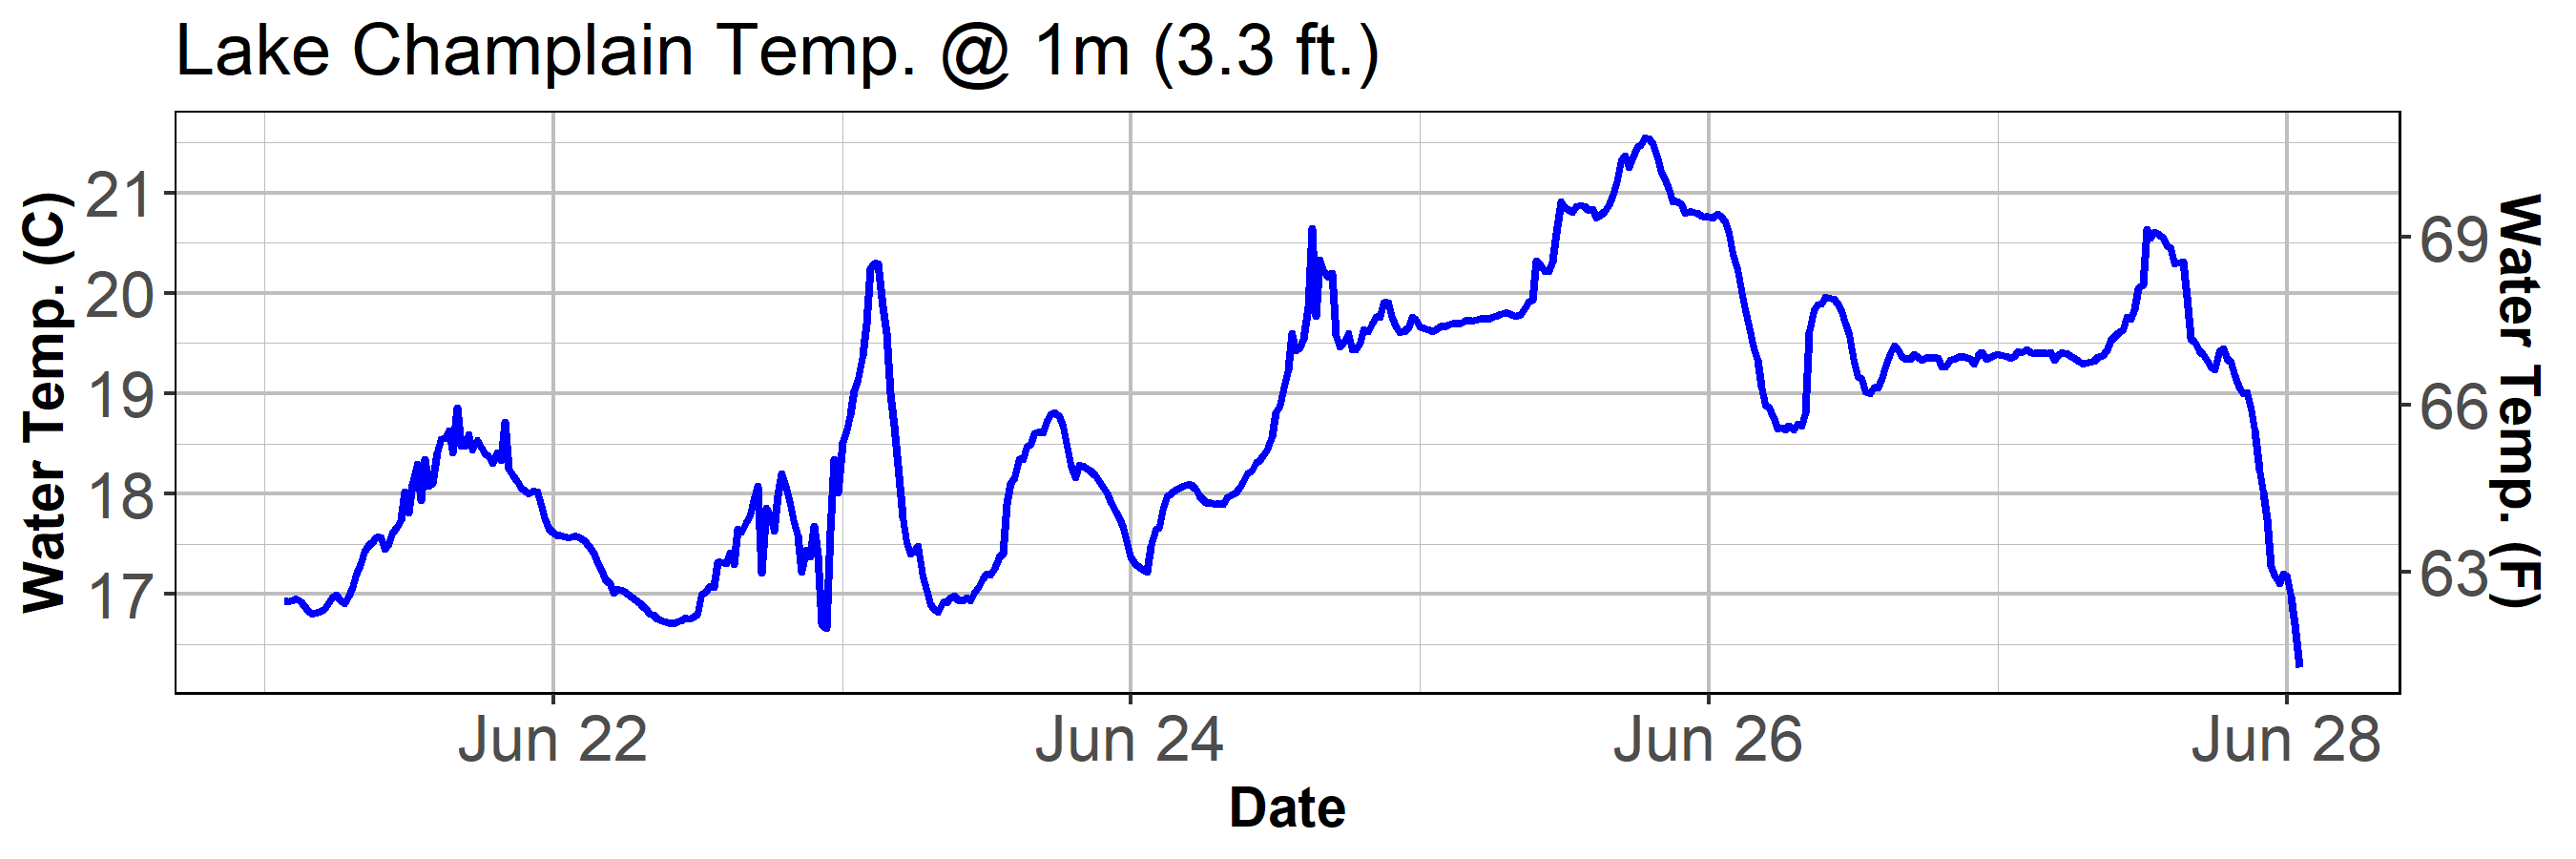 Lake Champlain Temp. @ 1m (3.3 ft.)
Water Temp. (C)
21
20
19
18
17
69
66
63
Water Temp. (F)
Jun 22
Jun 24
Jun 26
Jun 28
Date